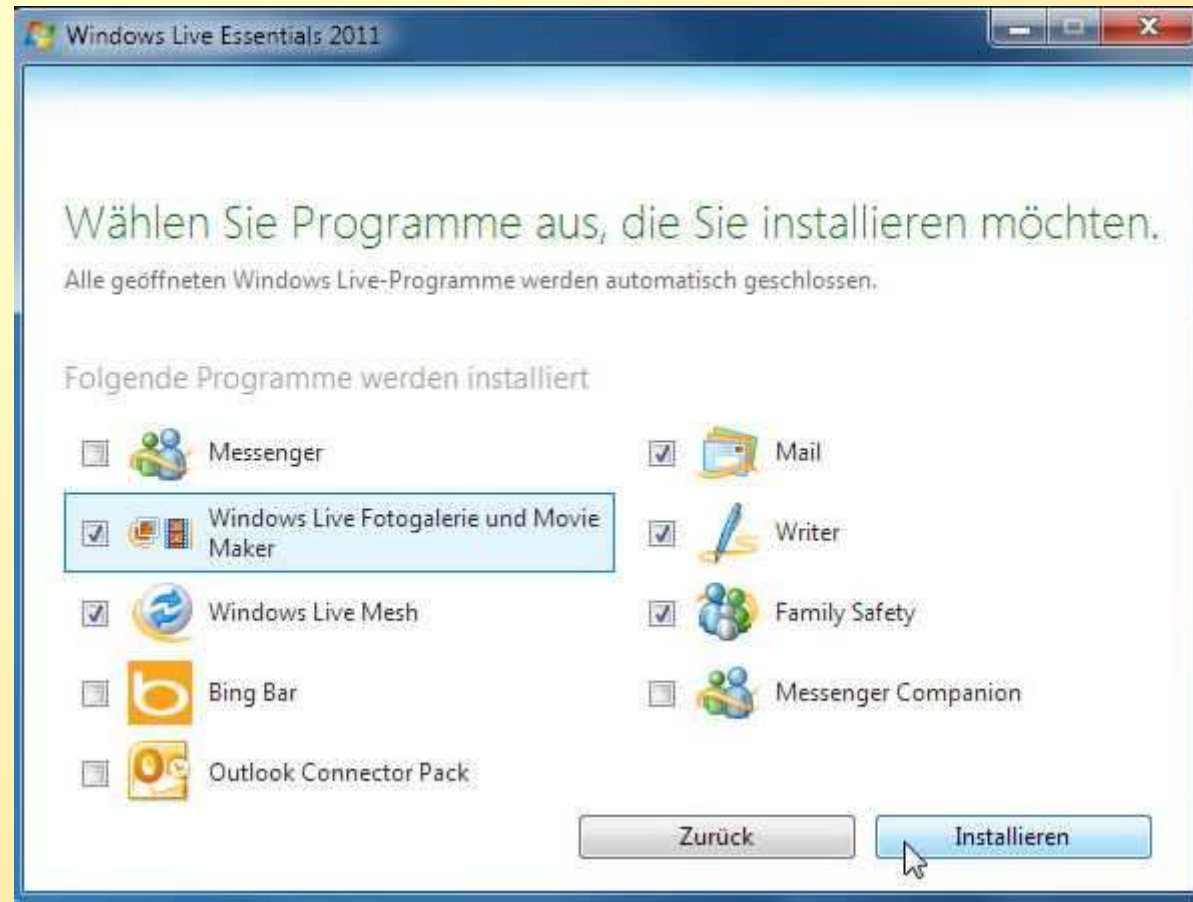 Windows Live Essentials 2011
Wählen Sie Programme aus, die Sie installieren möchten.
Alle geöffneten Windows Live-Programme werden automatisch geschlossen.
Folgende Programme werden installiert
Messenger
Windows Live Fotogalerie und Movie
Maker
Windows Live Mesh
Bing Bar
Outlook Connector Pack
Mail
Writer
Family Safety
Messenger Companion
Zurück
Installieren